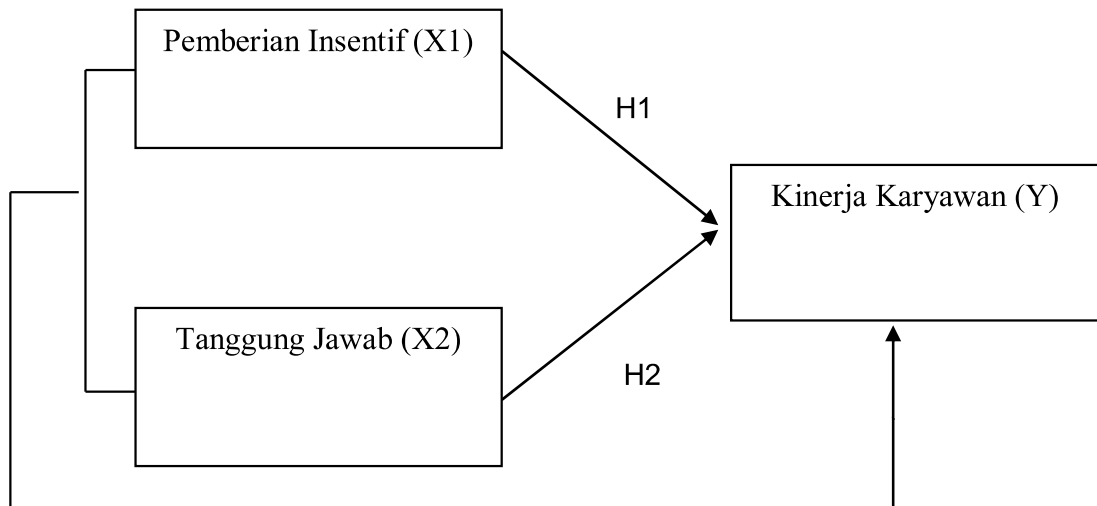 Pemberian Insentif (X1)
H1
Kinerja Karyawan (Y)
Tanggung Jawab (X2)
H2